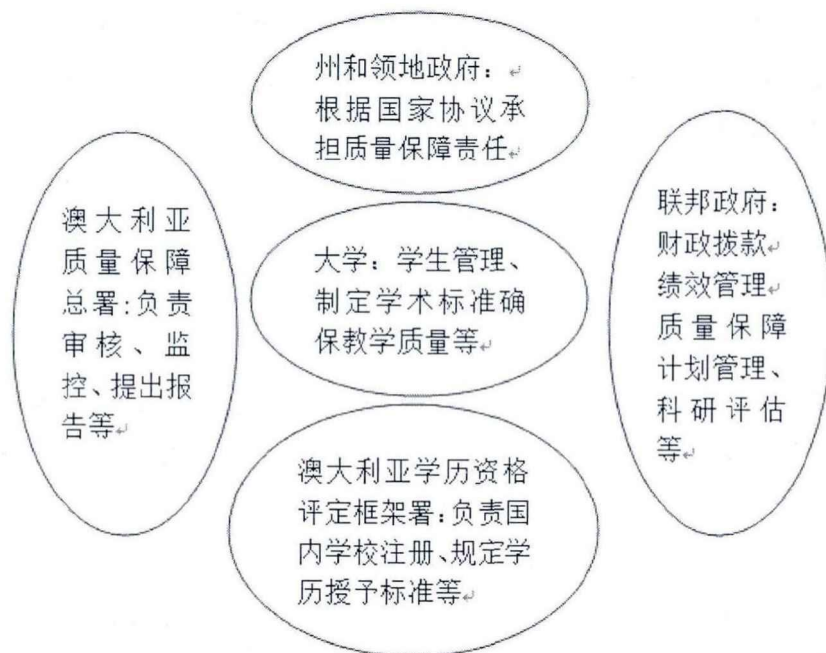 州和领地政府：
根据国家协议承
担质量保障责任
澳大利亚
质量保障
总署:负责
审核、监
控、提出报
告等
大学：学生管理、
制定学术标准确
保教学质量等
联邦政府：
财政拨款
绩效管理
质量保障
计划管理、
科研评估
等
澳大利亚学历资格
评定框架署:负责国
内学校注册、规定学
历授予标准等